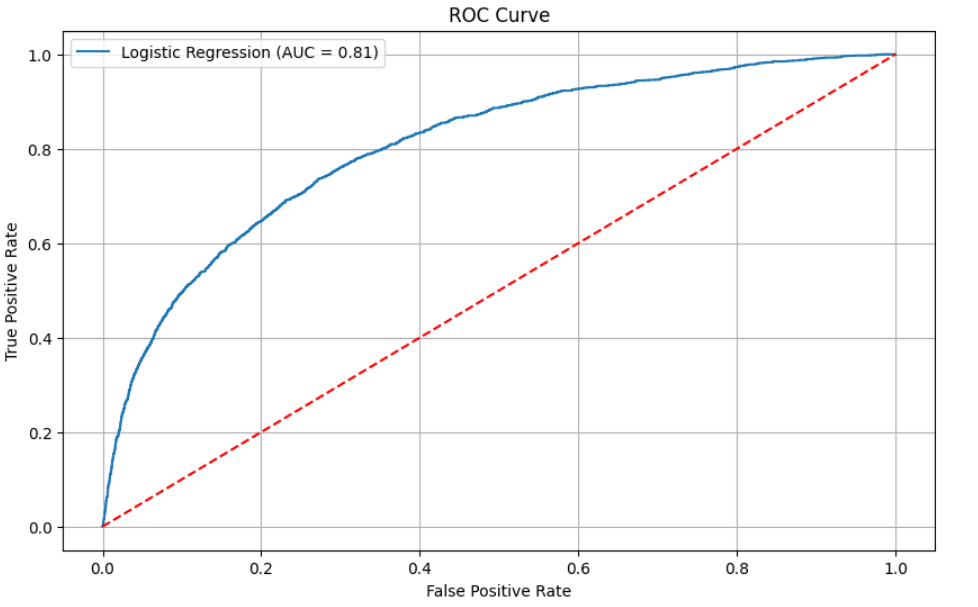 ROC Curve
Logistic Regression (AUC = 0.81)
1.0
0.8
0.6
0.4
0.2
0.0
True Positive Rate
0.0 0.2 0.4 0.6 0.8 1.0
False Positive Rate